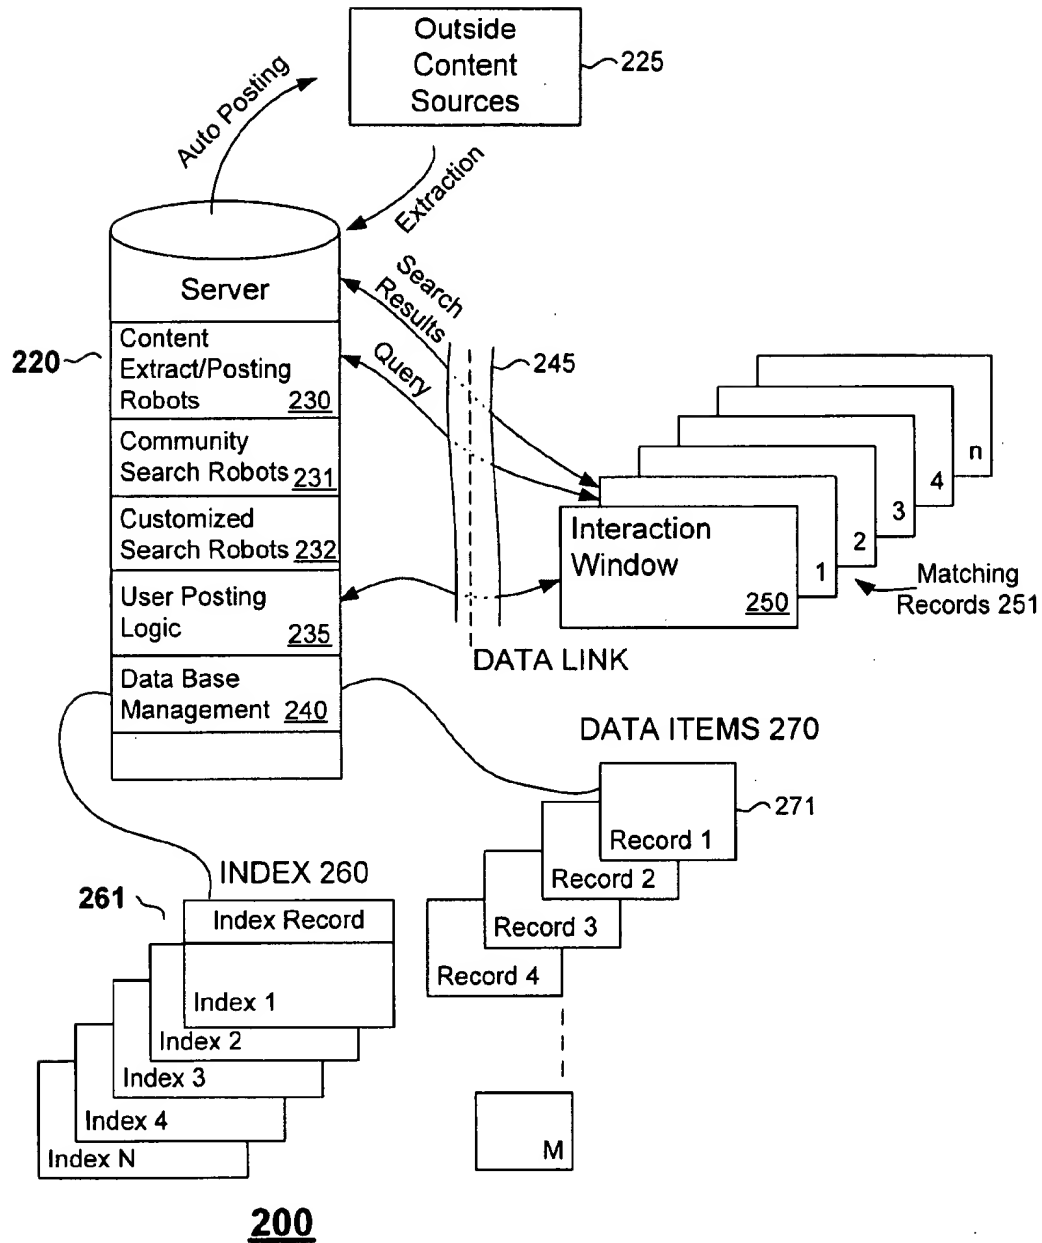 Outside
Content
Sources
225
Auto Posting
Extraction
Server
Search
Results
Query
245
220
Content
Extract/Posting
Robots 230
Community
Search Robots 231
Customized
Search Robots 232
User Posting
Logic 235
Data Base
Management 240
Interaction
Window
250
1
2
3
4
n
Matching
Records 251
DATA LINK
DATA ITEMS 270
271
Record 1
Record 2
Record 3
Record 4
M
INDEX 260
261
Index Record
Index 1
Index 2
Index 3
Index 4
Index N
200